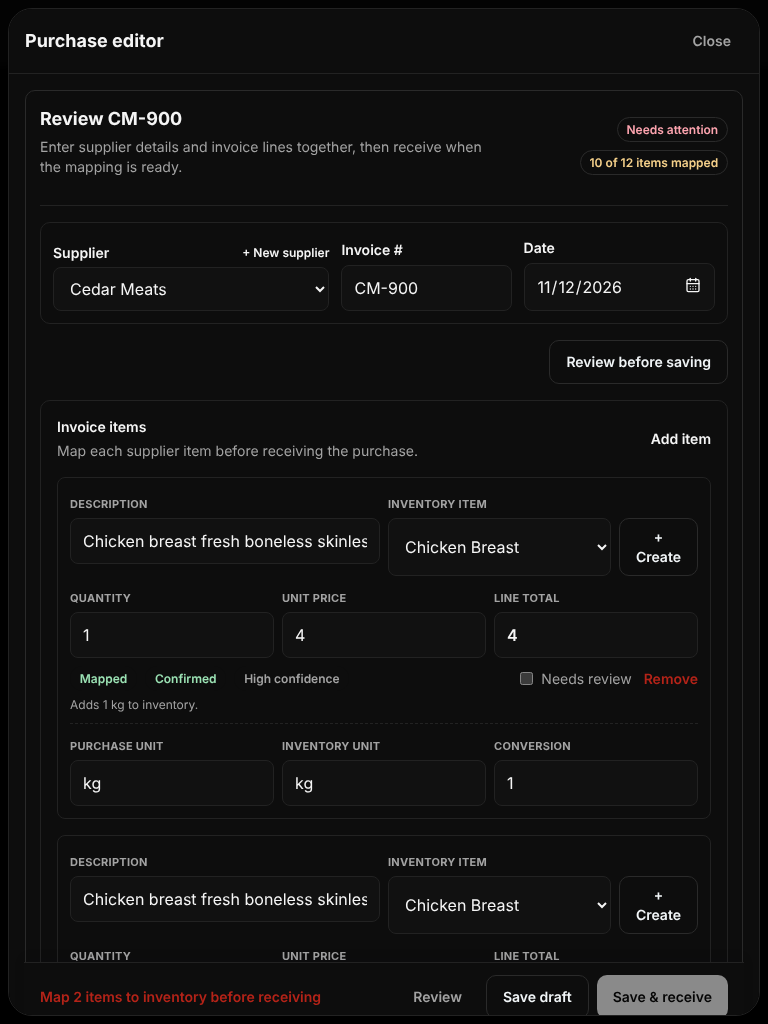 Purchase editor
Close
Review CM-900
Enter supplier details and invoice lines together, then receive when
the mapping is ready.
Needs attention
10 of 12 items mapped
Supplier
+ New supplier
Invoice #
Date
Cedar Meats
CM-900
11/12/2026
Review before saving
Invoice items
Map each supplier item before receiving the purchase.
Add item
DESCRIPTION
INVENTORY ITEM
Chicken breast fresh boneless skinles
Chicken Breast
+
Create
QUANTITY
UNIT PRICE
LINE TOTAL
1
4
4
Mapped
Confirmed
High confidence
Needs review
Remove
Adds 1 kg to inventory.
PURCHASE UNIT
INVENTORY UNIT
CONVERSION
kg
kg
1
DESCRIPTION
INVENTORY ITEM
Chicken breast fresh boneless skinles
Chicken Breast
+
Create
QUANTITY
UNIT PRICE
LINE TOTAL
Map 2 items to inventory before receiving
Review
Save draft
Save & receive